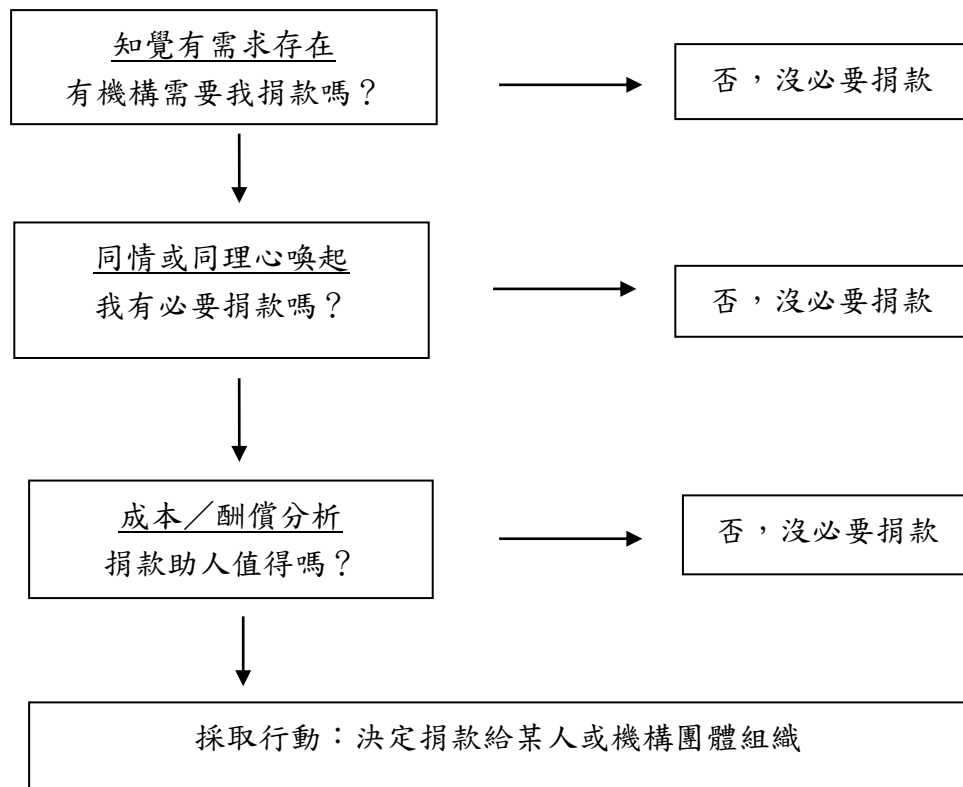 知覺有需求存在
有機構需要我捐款嗎？
否，沒必要捐款
同情或同理心喚起
我有必要捐款嗎？
否，沒必要捐款
成本／酬償分析
捐款助人值得嗎？
否，沒必要捐款
採取行動：決定捐款給某人或機構團體組織